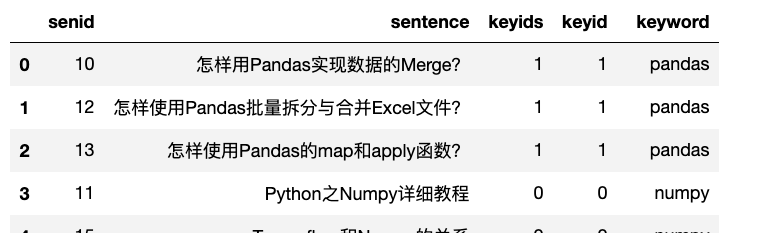 senid sentence keyids keyid keyword
0 10 怎样用Pandas实现数据的Merge? 1 1 pandas
1 12 怎样使用Pandas批量拆分与合并Excel文件? 1 1 pandas
2 13 怎样使用Pandas的map和apply函数? 1 1 pandas
3 11 Python之Numpy详细教程 0 0 numpy